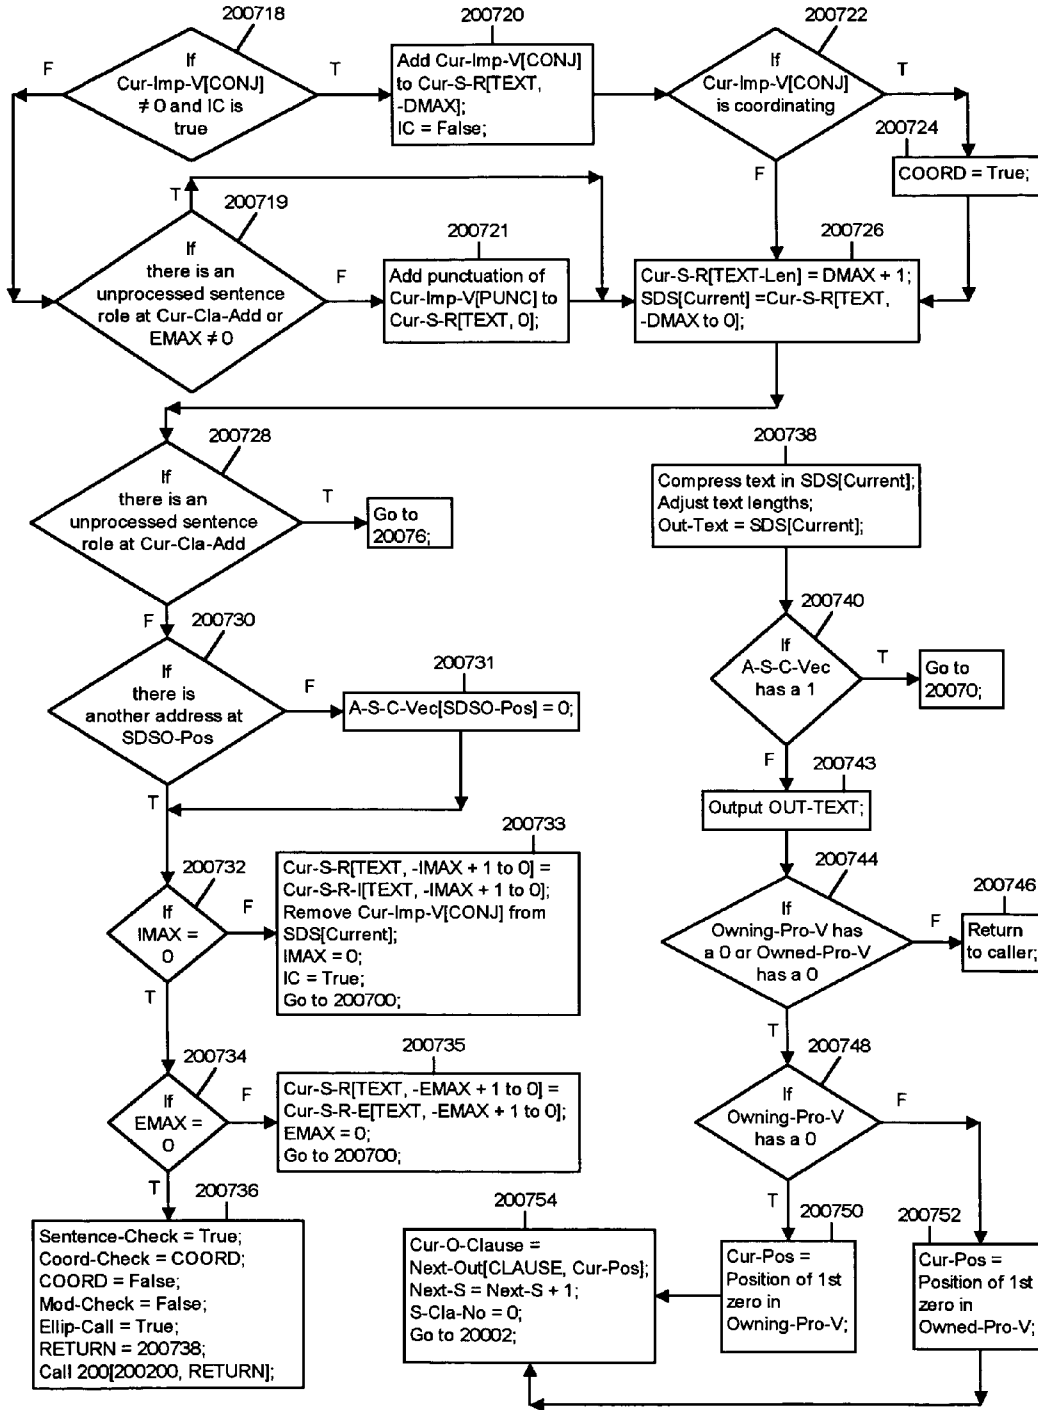 200718
If
Cur-Imp-V[CONJ]
≠ 0 and IC is
true
F
T
200720
Add Cur-Imp-V[CONJ]
to Cur-S-R[TEXT,
-DMAX];
IC = False;
200722
If
Cur-Imp-V[CONJ]
is coordinating
T
F
200724
COORD = True;
200719
T
If
there is an
unprocessed sentence
role at Cur-Cla-Add or
EMAX ≠ 0
F
200721
Add punctuation of
Cur-Imp-V[PUNC] to
Cur-S-R[TEXT, 0];
200726
Cur-S-R[TEXT-Len] = DMAX + 1;
SDS[Current] =Cur-S-R[TEXT,
-DMAX to 0];
200728
If
there is an
unprocessed sentence
role at Cur-Cla-Add
T
Go to
20076;
F
200730
If
there is
another address at
SDSO-Pos
F
200731
A-S-C-Vec[SDSO-Pos] = 0;
T
200732
If
IMAX =
0
F
200733
Cur-S-R[TEXT, -IMAX + 1 to 0] =
Cur-S-R-I[TEXT, -IMAX + 1 to 0];
Remove Cur-Imp-V[CONJ] from
SDS[Current];
IMAX = 0;
IC = True;
Go to 200700;
T
200734
If
EMAX =
0
F
200735
Cur-S-R[TEXT, -EMAX + 1 to 0] =
Cur-S-R-E[TEXT, -EMAX + 1 to 0];
EMAX = 0;
Go to 200700;
T
200736
Sentence-Check = True;
Coord-Check = COORD;
COORD = False;
Mod-Check = False;
Ellip-Call = True;
RETURN = 200738;
Call 200[200200, RETURN];
200738
Compress text in SDS[Current];
Adjust text lengths;
Out-Text = SDS[Current];
200740
If
A-S-C-Vec
has a 1
T
Go to
20070;
F
200743
Output OUT-TEXT;
200744
If
Owning-Pro-V has
a 0 or Owned-Pro-V
has a 0
F
200746
Return
to caller;
T
200748
If
Owning-Pro-V
has a 0
F
T
200750
Cur-Pos =
Position of 1st
zero in
Owning-Pro-V;
200752
Cur-Pos =
Position of 1st
zero in
Owned-Pro-V;
200754
Cur-O-Clause =
Next-Out[CLAUSE, Cur-Pos];
Next-S = Next-S + 1;
S-Cla-No = 0;
Go to 20002;